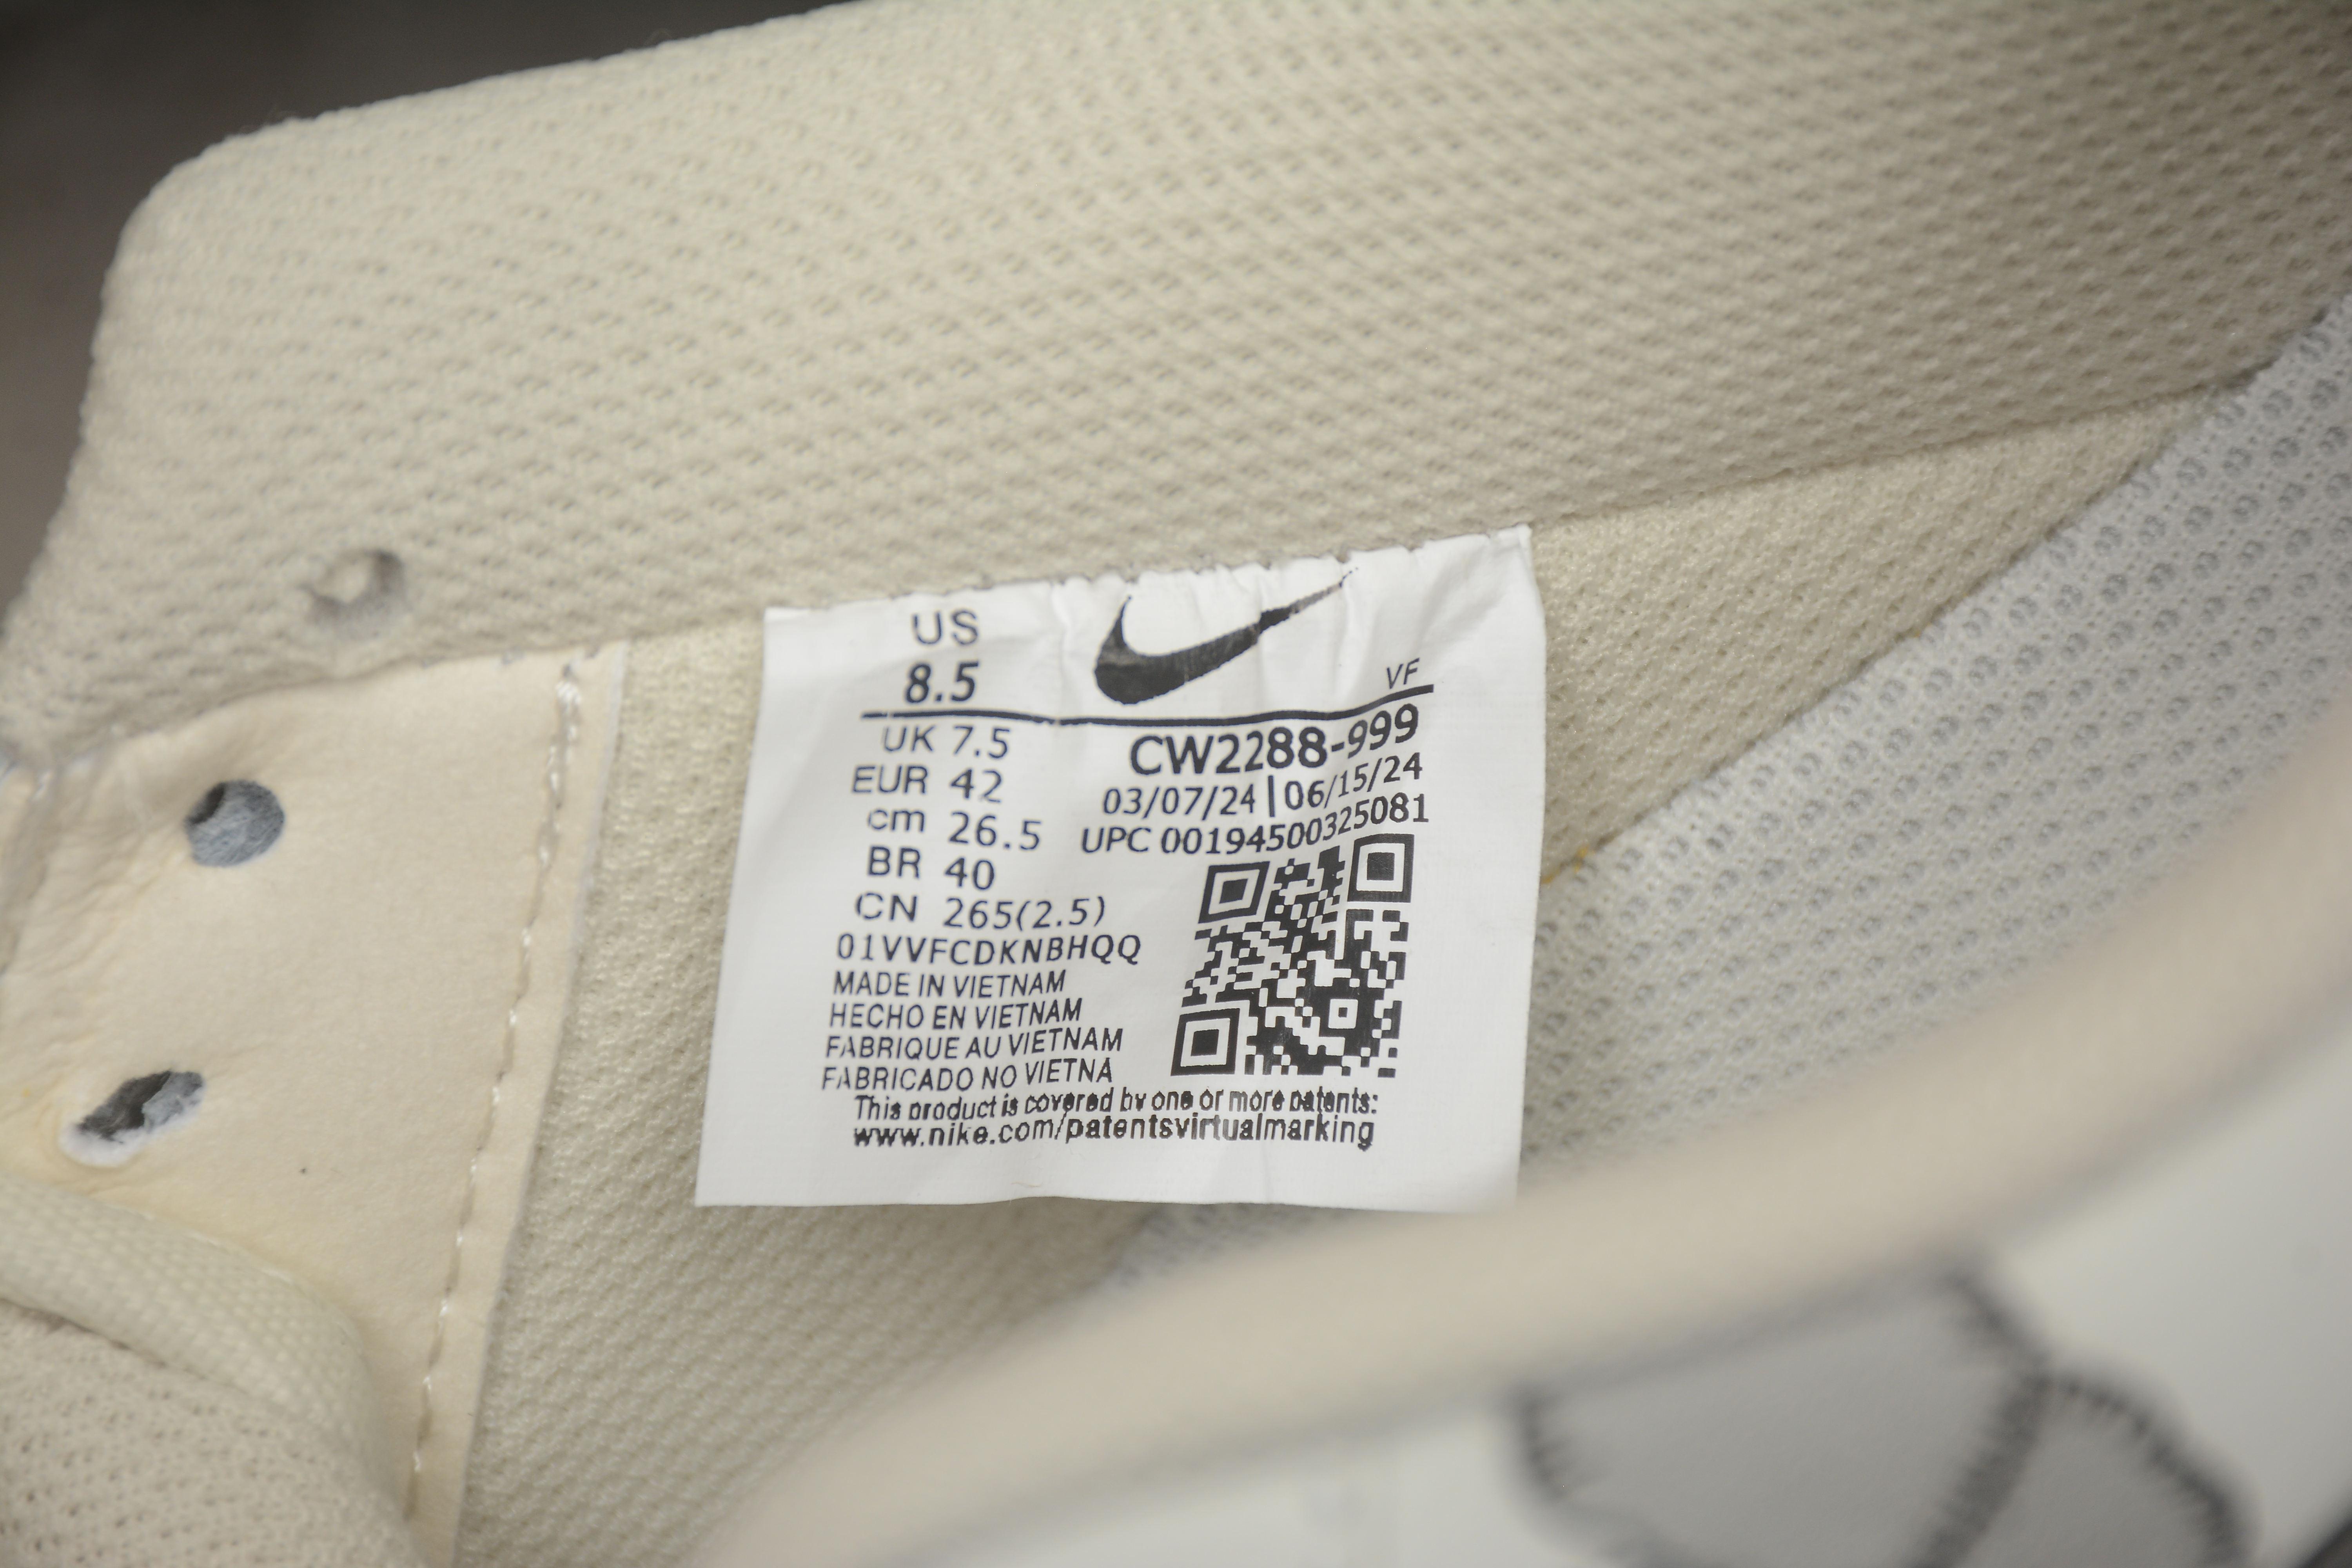 US
8.5
VF
UK 7.5
EUR 42
cm 26.5
BR 40
CN 265(2.5)
CW2288-999
03/07/24|06/15/24
UPC 00194500325081
01VVFCDKNBHQQ
MADE IN VIETNAM
HECHO EN VIETNAM
FABRIQUE AU VIETNAM
FABRICADO NO VIETNA
This product is covered by one or more patents:
www.nike.com/patentsvirtualmarking